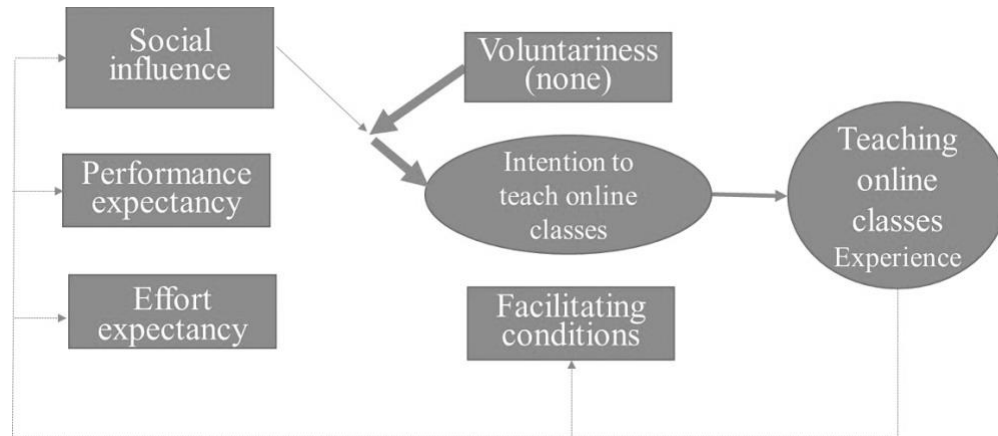 Social
influence
Voluntariness
(none)
Performance
expectancy
Intention to
teach online
classes
Teaching
online
classes
Experience
Effort
expectancy
Facilitating
conditions